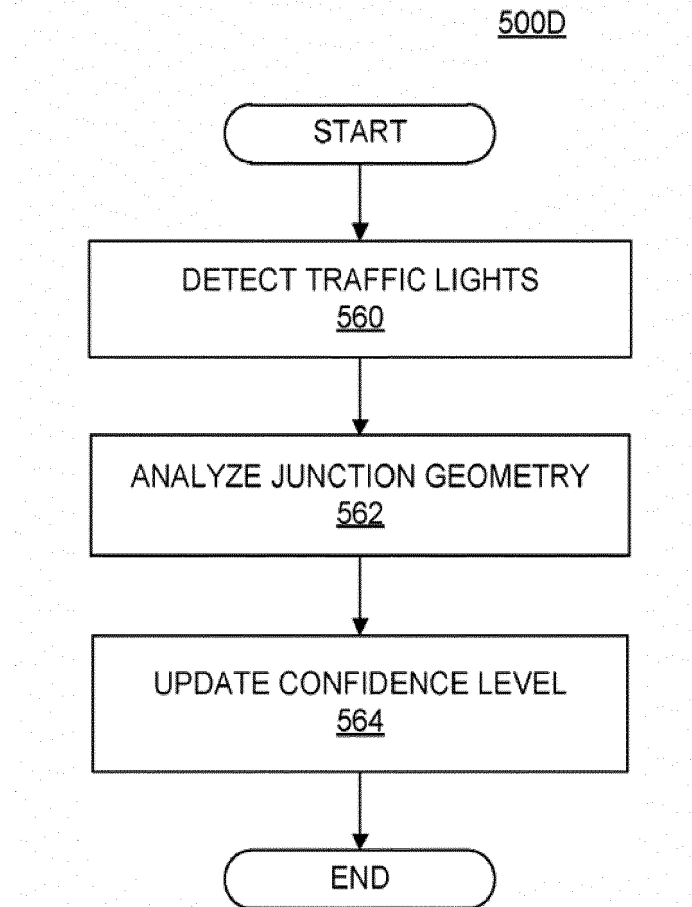 500D
START
DETECT TRAFFIC LIGHTS
560
ANALYZE JUNCTION GEOMETRY
562
UPDATE CONFIDENCE LEVEL
564
END